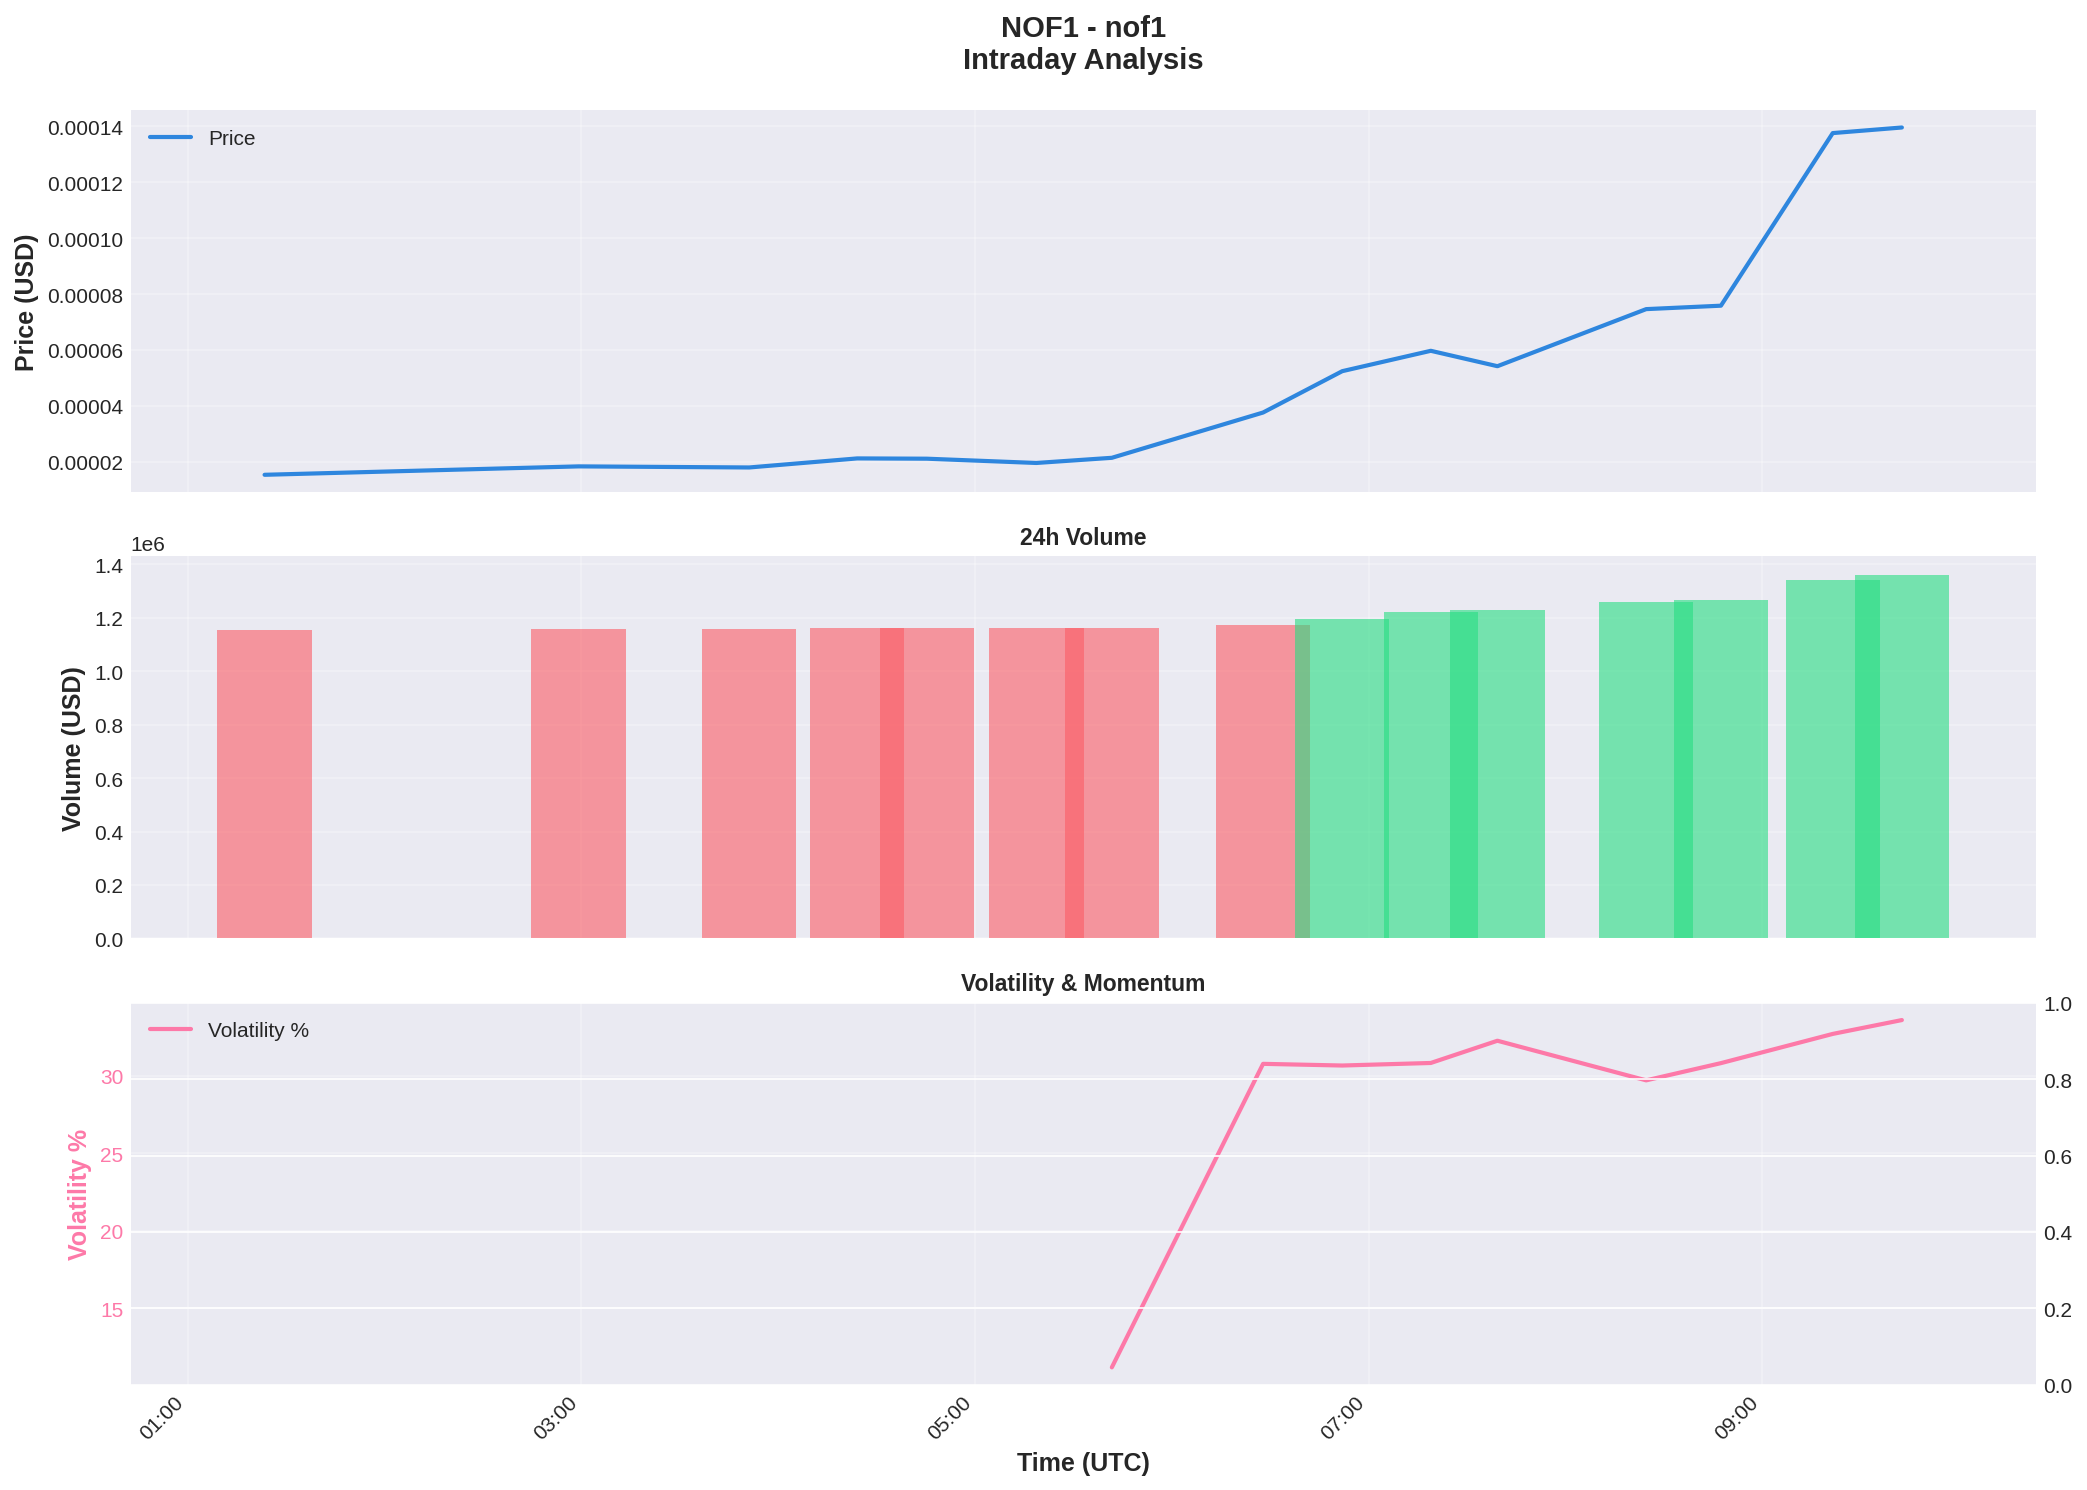 NOF1 - nof1
Intraday Analysis
Price
0.00014
0.00012
0.00010
0.00008
0.00006
0.00004
0.00002
Price (USD)
24h Volume
1e6
1.4
1.2
1.0
0.8
0.6
0.4
0.2
0.0
Volume (USD)
Volatility & Momentum
Volatility %
30
25
20
15
Volatility %
1.0
0.8
0.6
0.4
0.2
0.0
01:00
03:00
05:00
07:00
09:00
Time (UTC)